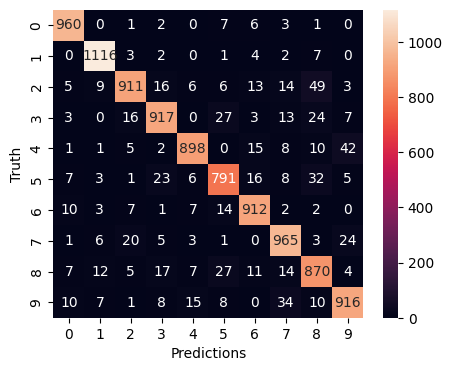 0 960 0 1 2 0 7 6 3 1 0
1 0 1116 3 2 0 1 4 2 7 0
2 5 9 911 16 6 6 13 14 49 3
3 3 0 16 917 0 27 3 13 24 7
4 1 1 5 2 898 0 15 8 10 42
5 7 3 1 23 6 791 16 8 32 5
6 10 3 7 1 7 14 912 2 2 0
7 1 6 20 5 3 1 0 965 3 24
8 7 12 5 17 7 27 11 14 870 4
9 10 7 1 8 15 8 0 34 10 916
0 1 2 3 4 5 6 7 8 9
Predictions
Truth
1000
800
600
400
200
0